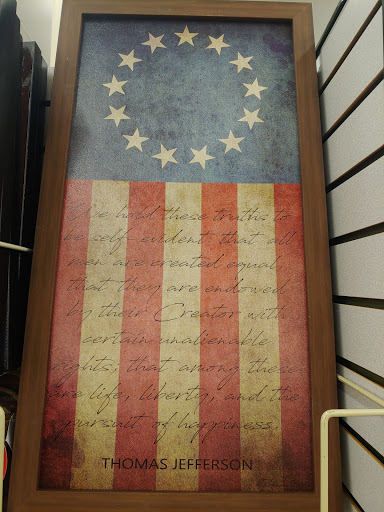 We hold these truths to
be self-evident that all
men are created equal
that they are endowed
by their Creator with
certain unalienable
rights, that among these
are life, liberty, and the
pursuit of happiness.
THOMAS JEFFERSON